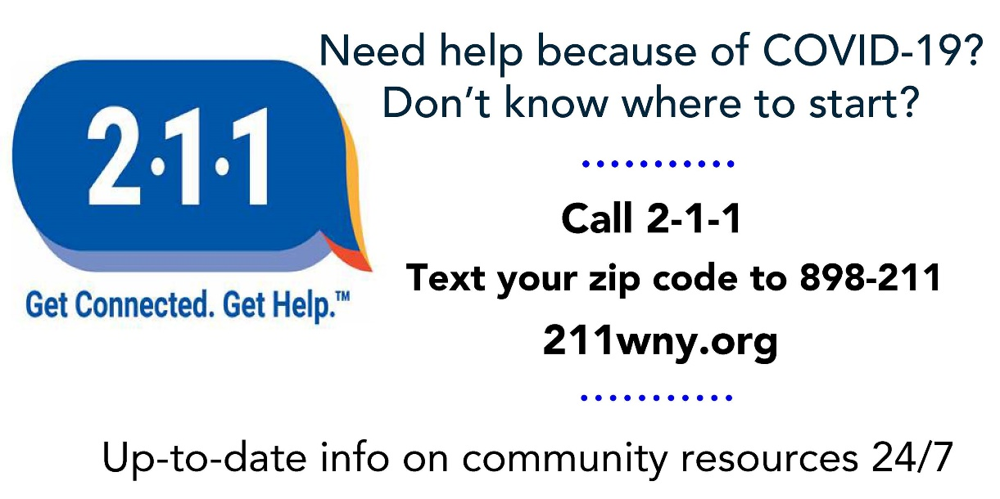 Need help because of COVID-19?
Don't know where to start?
2·1·1
Call 2-1-1
Text your zip code to 898-211
Get Connected. Get Help.™
211wny.org
Up-to-date info on community resources 24/7